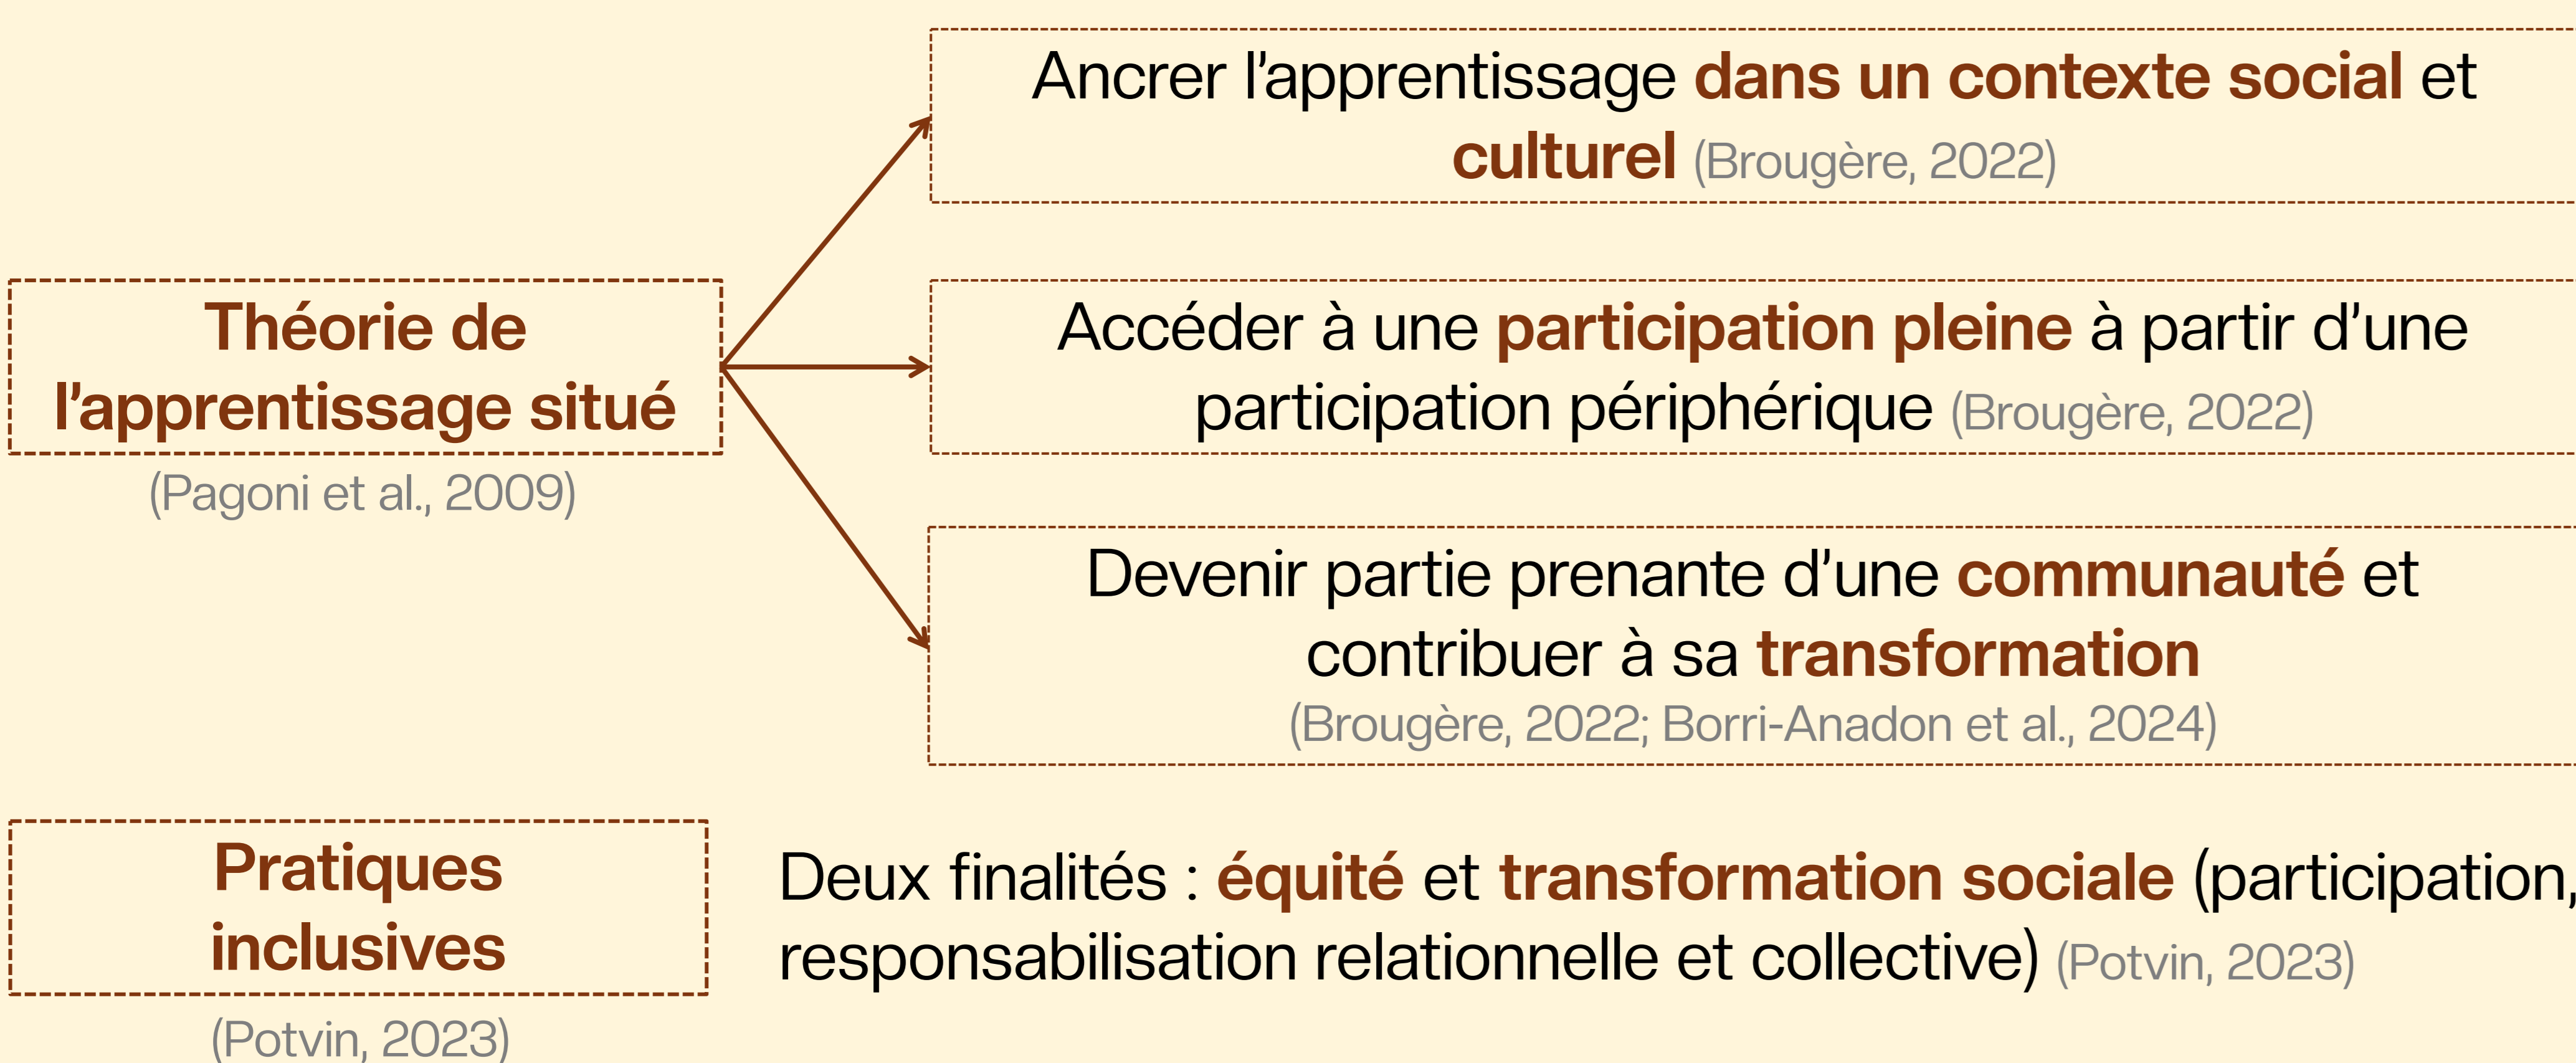 Ancrer l’apprentissage dans un contexte social et
culturel (Brougère, 2022)
Théorie de
l’apprentissage situé
(Pagoni et al., 2009)
Accéder à une participation pleine à partir d’une
participation périphérique (Brougère, 2022)
Devenir partie prenante d’une communauté et
contribuer à sa transformation
(Brougère, 2022; Borri-Anadon et al., 2024)
Pratiques
inclusives
(Potvin, 2023)
Deux finalités : équité et transformation sociale (participation,
responsabilisation relationnelle et collective) (Potvin, 2023)